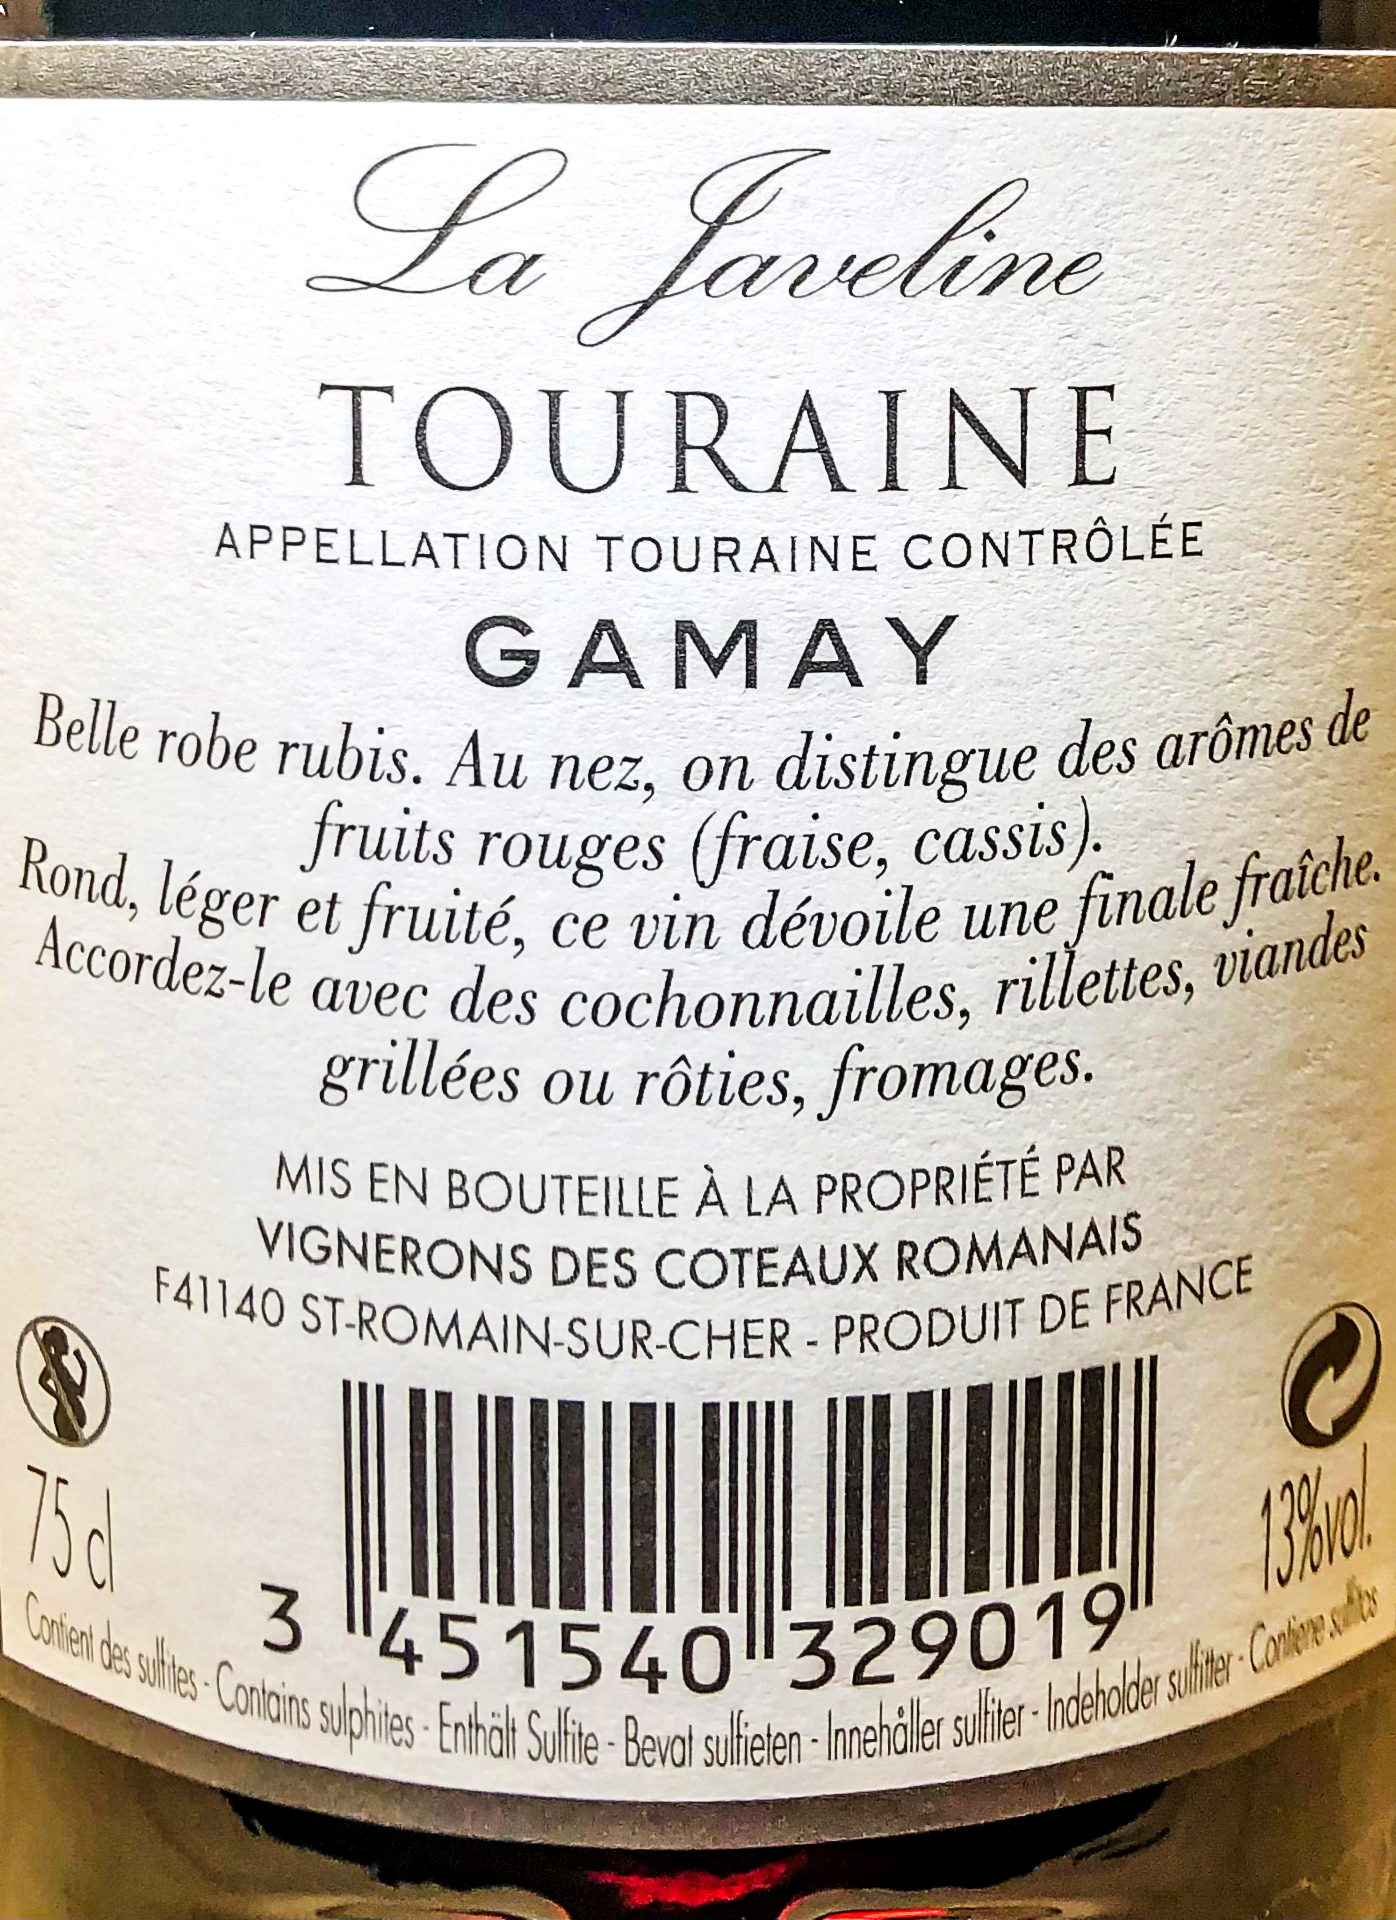 La Javeline
TOURAINE
APPELLATION TOURAINE CONTRÔLÉE
GAMAY
Belle robe rubis. Au nez, on distingue des arômes de
fruits rouges (fraise, cassis).
Rond, léger et fruité, ce vin dévoile une finale fraîche.
Accordez-le avec des cochonnailles, rillettes, viandes
grillées ou rôties, fromages.
MIS EN BOUTEILLE À LA PROPRIÉTÉ PAR
VIGNERONS DES COTEAUX ROMANAIS
F41140 ST-ROMAIN-SUR-CHER - PRODUIT DE FRANCE
75 cl
13%vol.
3 451540 329019
Contient des sulfites - Contains sulphites - Enthält Sulfite - Bevat sulfieten - Innehåller sulfiter - Indeholder sulfitter - Contiene sulfitos